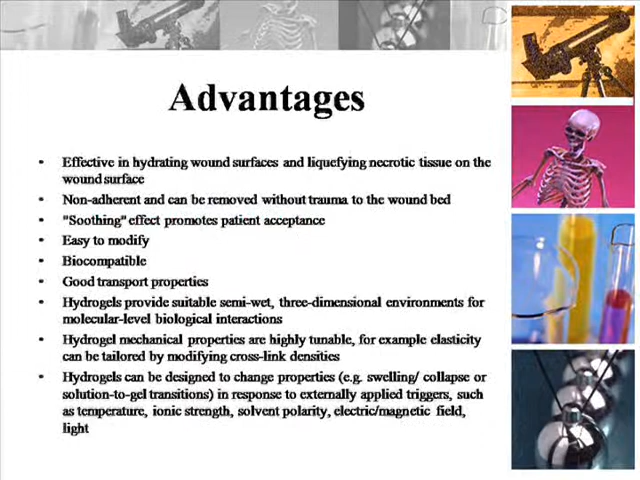 Advantages
• Effective in hydrating wound surfaces and liquefying necrotic tissue on the
wound surface
• Non-adherent and can be removed without trauma to the wound bed
• "Soothing" effect promotes patient acceptance
• Easy to modify
• Biocompatible
• Good transport properties
• Hydrogels provide suitable semi-wet, three-dimensional environments for
molecular-level biological interactions
• Hydrogel mechanical properties are highly tunable, for example elasticity
can be tailored by modifying cross-link densities
• Hydrogels can be designed to change properties (e.g. swelling/ collapse or
solution-to-gel transitions) in response to externally applied triggers, such
as temperature, ionic strength, solvent polarity, electric/magnetic field,
light